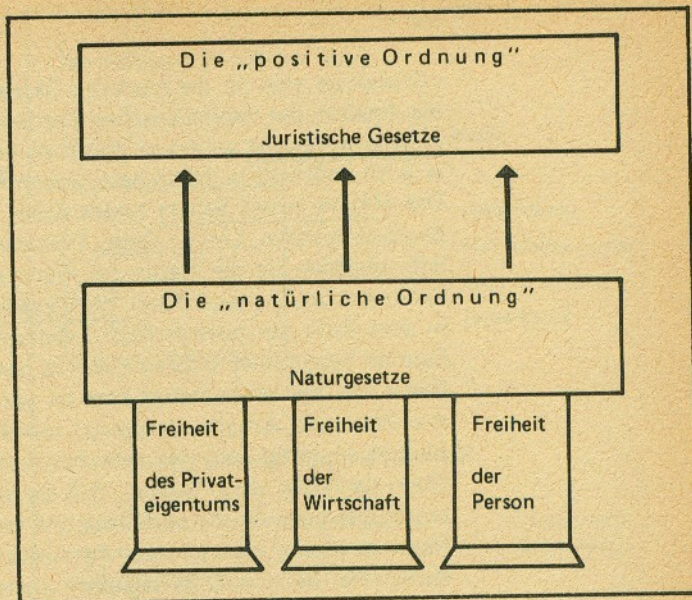 Die „positive Ordnung“
Juristische Gesetze
Die „natürliche Ordnung“
Naturgesetze
Freiheit
des Privat-
eigentums
Freiheit
der
Wirtschaft
Freiheit
der
Person